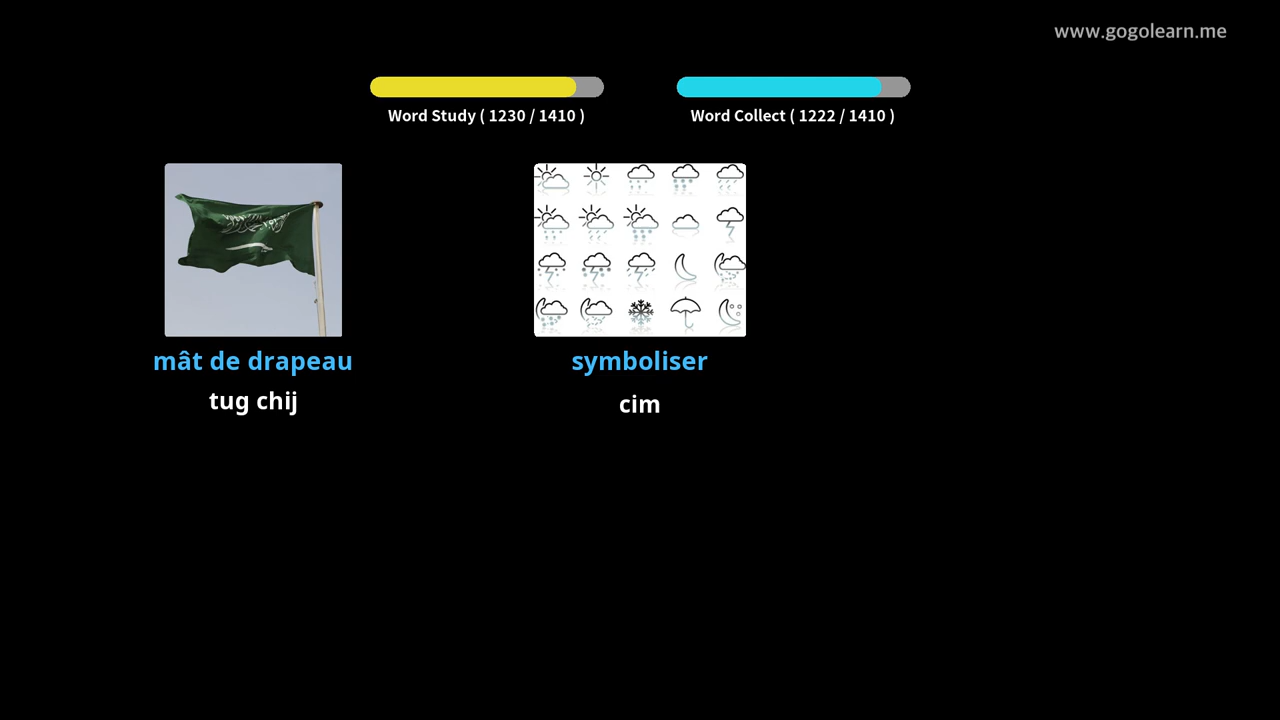 www.gogolearn.me
Word Study ( 1230 / 1410 )
Word Collect ( 1222 / 1410 )
mât de drapeau
symboliser
tug chij
cim